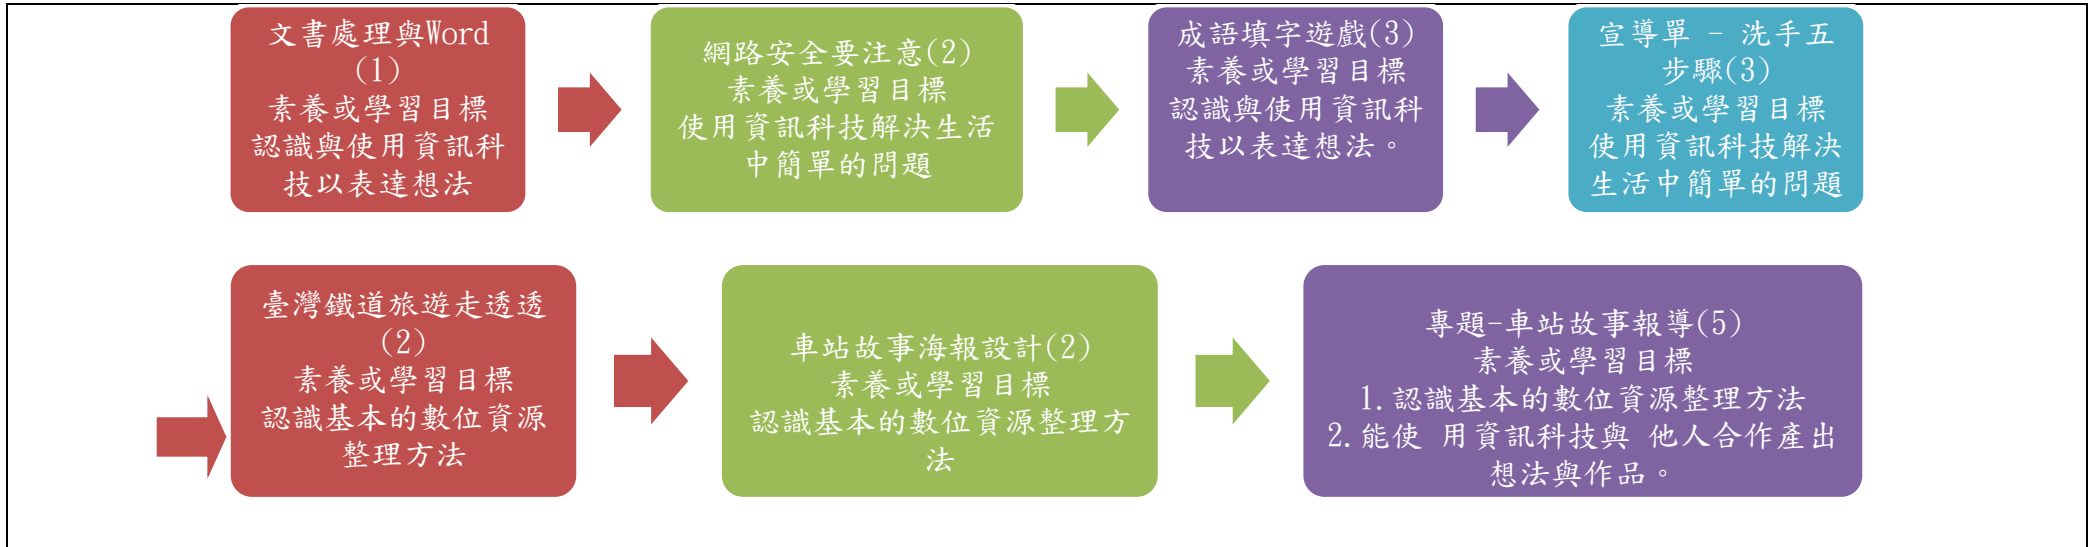 文書處理與Word
(1)
素養或學習目標
認識與使用資訊科
技以表達想法
網路安全要注意(2)
素養或學習目標
使用資訊科技解決生活
中簡單的問題
成語填字遊戲(3)
素養或學習目標
認識與使用資訊科
技以表達想法。
宣導單 - 洗手五
步驟(3)
素養或學習目標
使用資訊科技解決
生活中簡單的問題
臺灣鐵道旅遊走透透
(2)
素養或學習目標
認識基本的數位資源
整理方法
車站故事海報設計(2)
素養或學習目標
認識基本的數位資源整理方
法
專題-車站故事報導(5)
素養或學習目標
1.認識基本的數位資源整理方法
2.能使 用資訊科技與 他人合作產出
想法與作品。